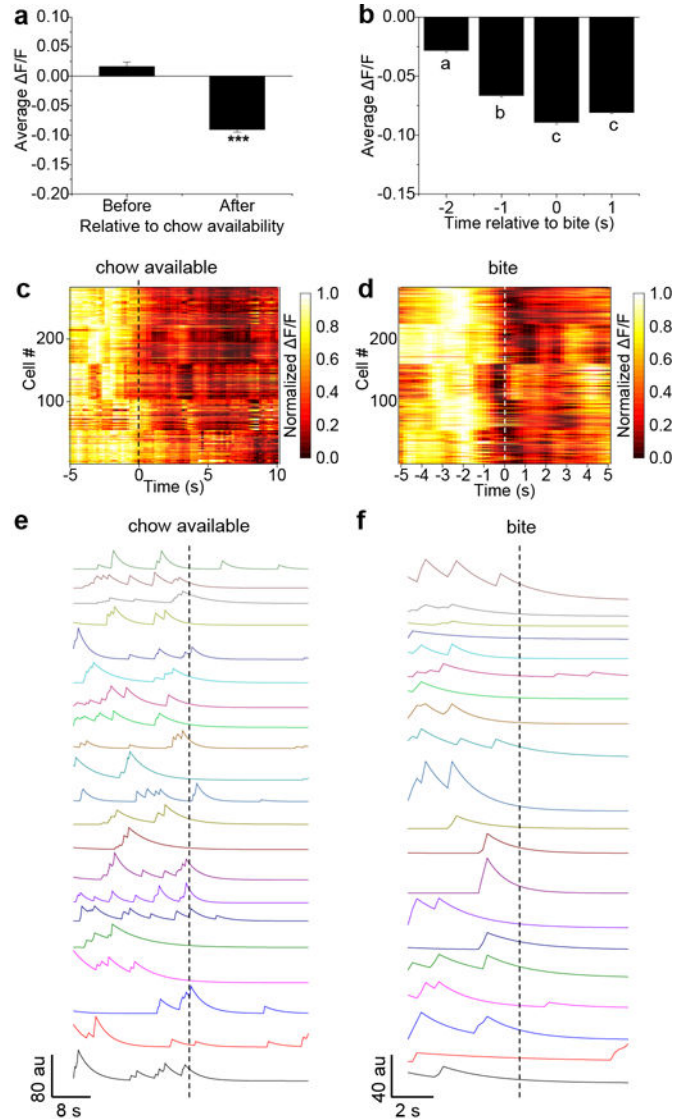 a
0.10
0.05
0.00
-0.05
-0.10
-0.15
-0.20
Average ΔF/F
***
Before
After
Relative to chow availability
b
0.00
-0.05
-0.10
-0.15
Average ΔF/F
a
b
c
c
-2
-1
0
1
Time relative to bite (s)
c
chow available
200
100
Cell #
-5
0
5
10
Time (s)
1.0
0.8
0.6
0.4
0.2
0.0
Normalized ΔF/F
d
bite
200
100
Cell #
-5 -4 -3 -2 -1 0 1 2 3 4 5
Time (s)
1.0
0.8
0.6
0.4
0.2
0.0
Normalized ΔF/F
e
chow available
80 au
8 s
f
bite
40 au
2 s